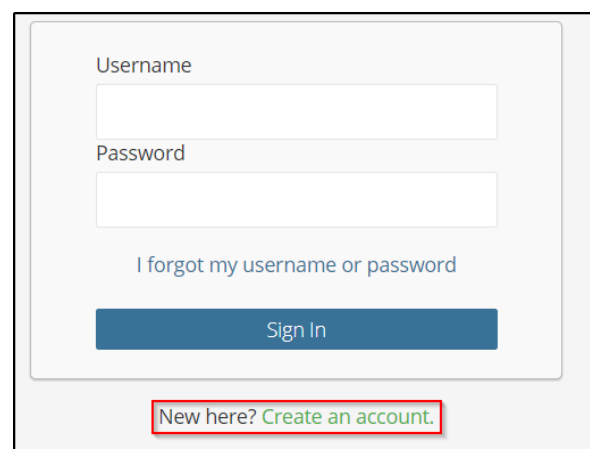 Username
Password
I forgot my username or password
Sign In
New here? Create an account.